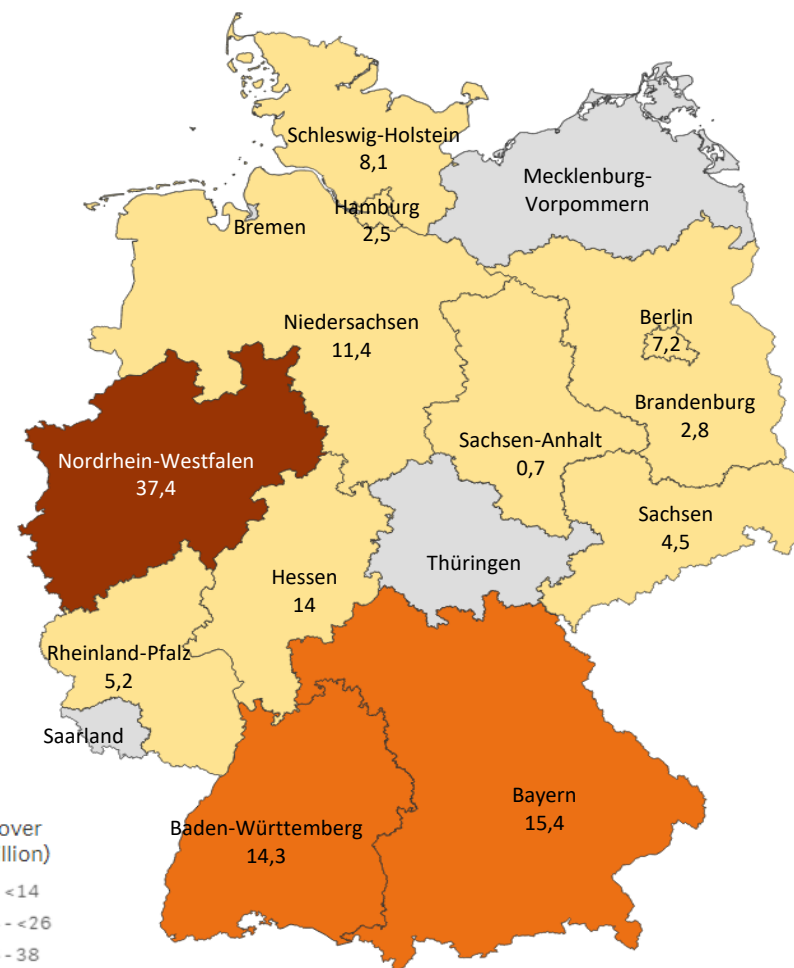 Schleswig-Holstein
8,1
Mecklenburg-
Vorpommern
Hamburg
2,5
Bremen
Niedersachsen
11,4
Berlin
7,2
Brandenburg
2,8
Sachsen-Anhalt
0,7
Nordrhein-Westfalen
37,4
Sachsen
4,5
Thüringen
Hessen
14
Rheinland-Pfalz
5,2
Saarland
Bayern
15,4
Baden-Württemberg
14,3
over
llion)
<14
- <26
- 38